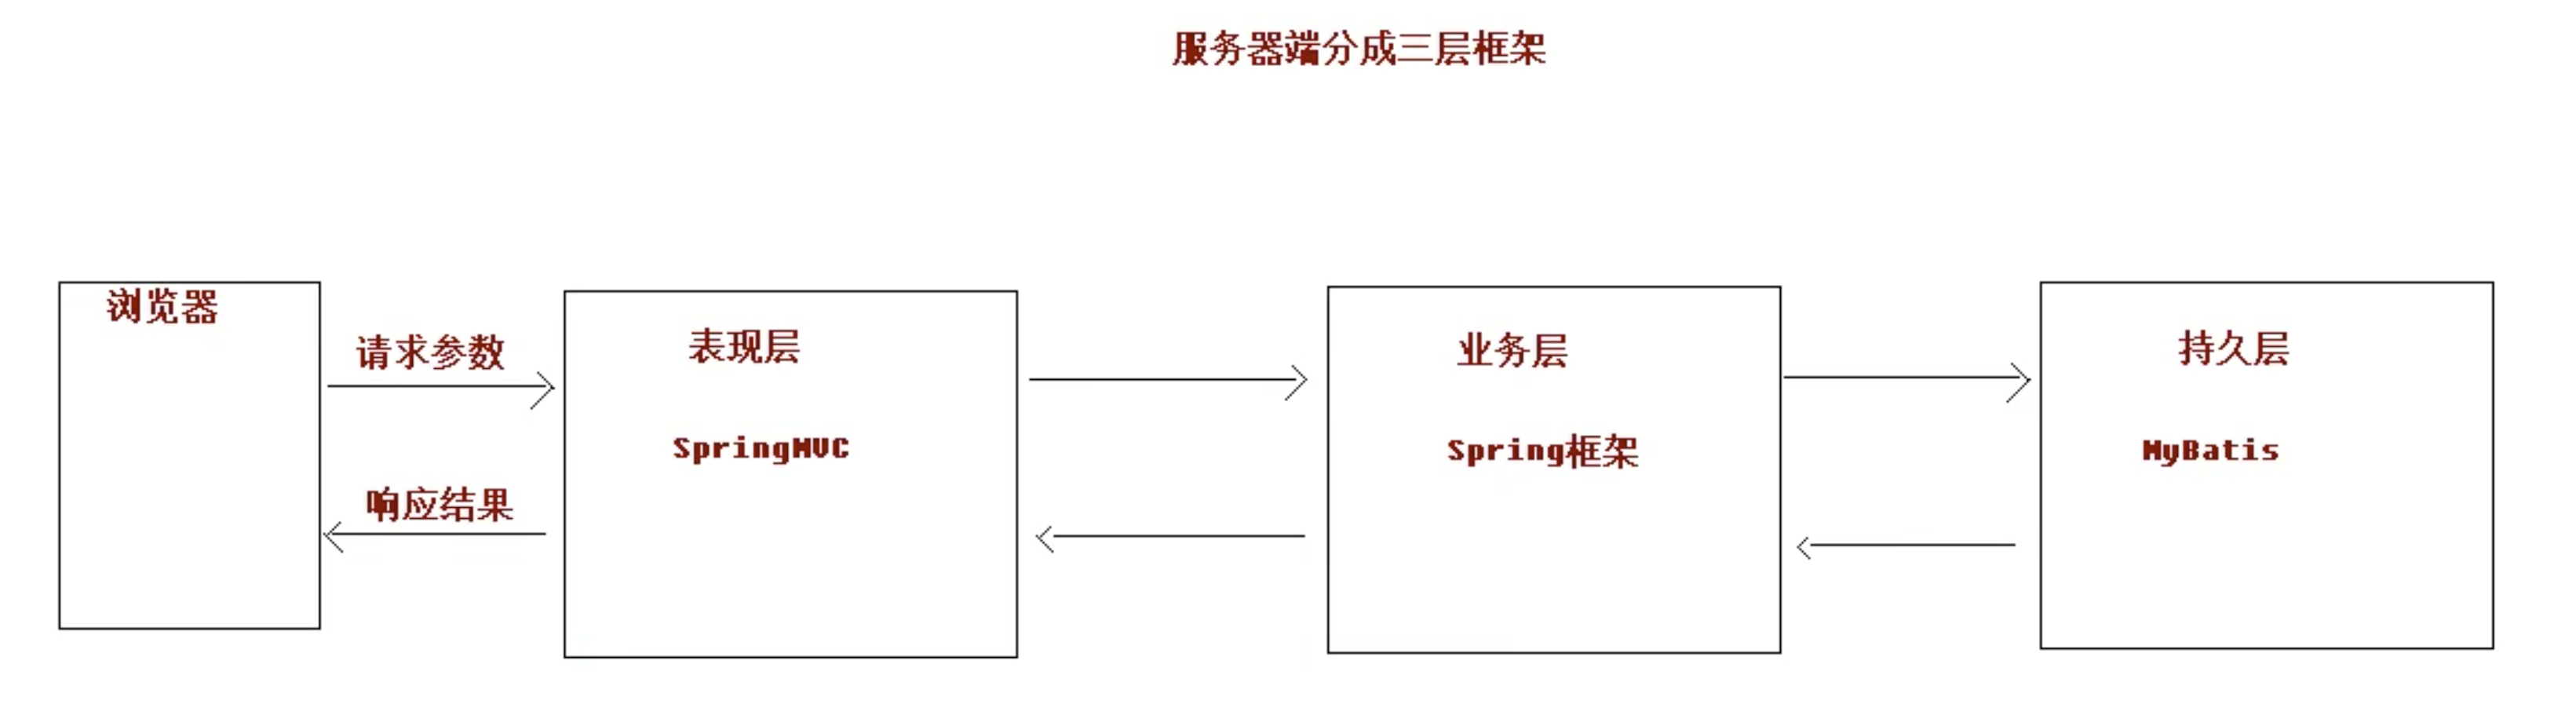 服务器端分成三层框架
浏览器
请求参数
响应结果
表现层
SpringMVC
业务层
Spring框架
持久层
MyBatis